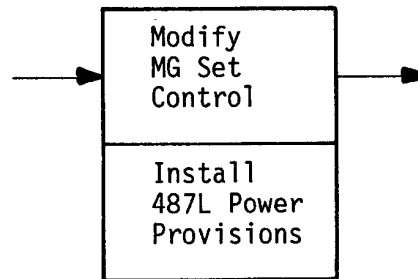 Modify
MG Set
Control
Install
487L Power
Provisions